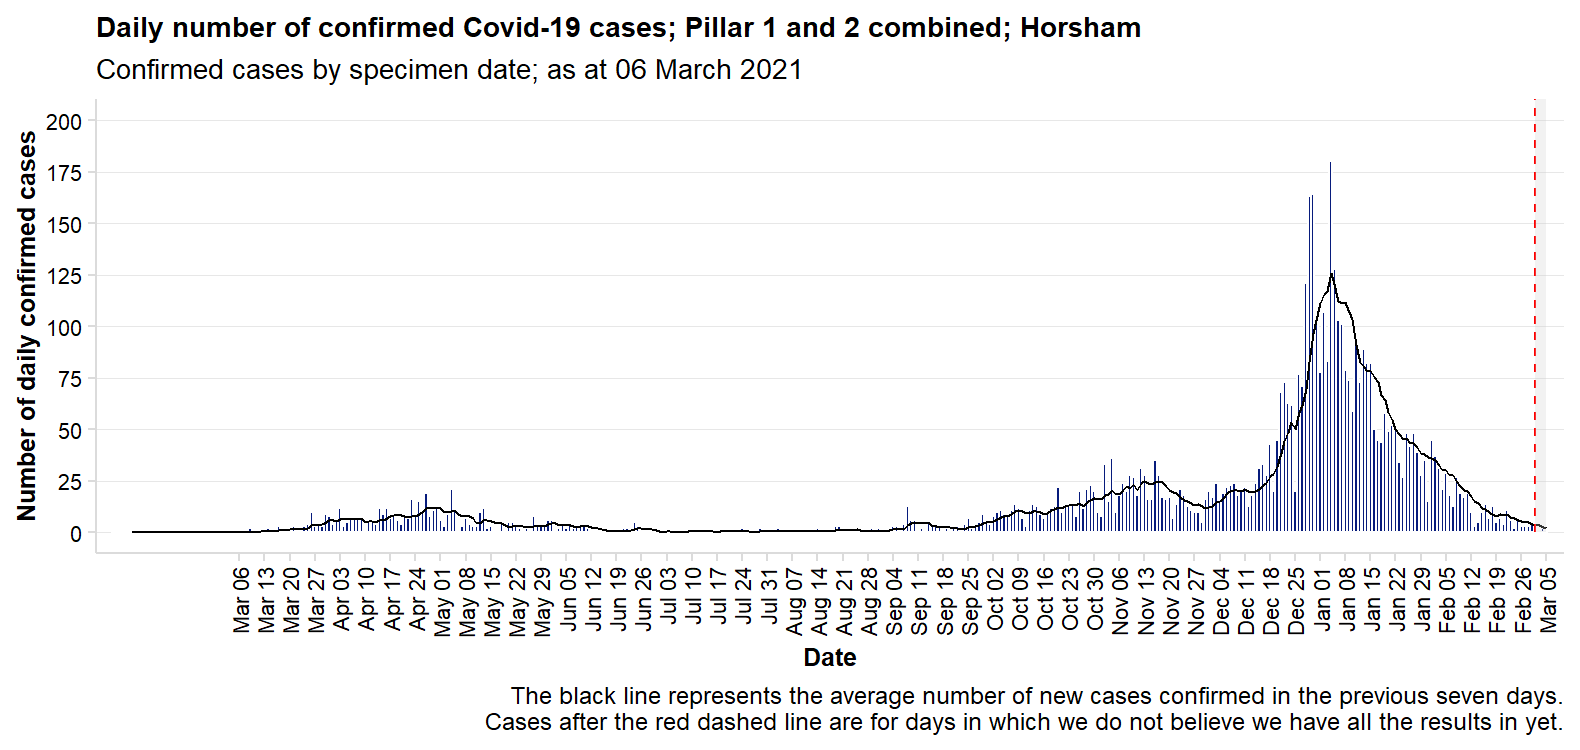 Daily number of confirmed Covid-19 cases; Pillar 1 and 2 combined; Horsham
Confirmed cases by specimen date; as at 06 March 2021
Number of daily confirmed cases
200
175
150
125
100
75
50
25
0
Mar 06
Mar 13
Mar 20
Mar 27
Apr 03
Apr 10
Apr 17
Apr 24
May 01
May 08
May 15
May 22
May 29
Jun 05
Jun 12
Jun 19
Jun 26
Jul 03
Jul 10
Jul 17
Jul 24
Jul 31
Aug 07
Aug 14
Aug 21
Aug 28
Sep 04
Sep 11
Sep 18
Sep 25
Oct 02
Oct 09
Oct 16
Oct 23
Oct 30
Nov 06
Nov 13
Nov 20
Nov 27
Dec 04
Dec 11
Dec 18
Dec 25
Jan 01
Jan 08
Jan 15
Jan 22
Jan 29
Feb 05
Feb 12
Feb 19
Feb 26
Mar 05
Date
The black line represents the average number of new cases confirmed in the previous seven days.
Cases after the red dashed line are for days in which we do not believe we have all the results in yet.